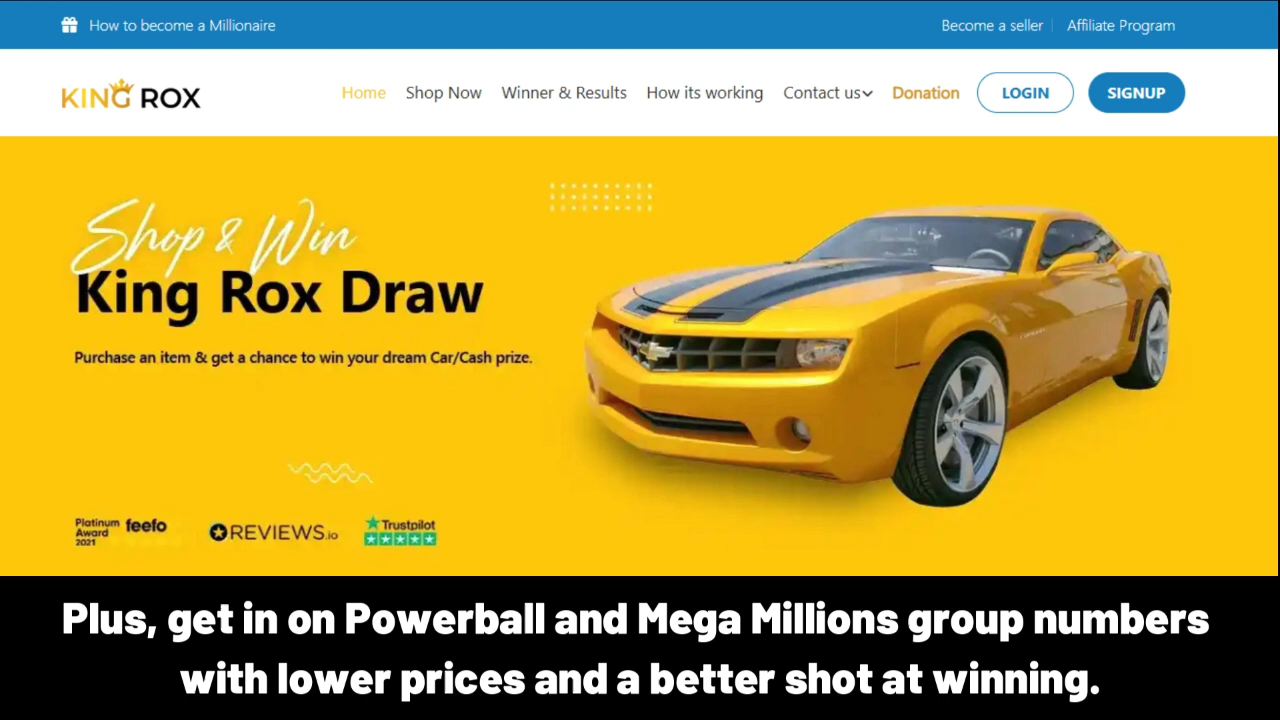 How to become a Millionaire
Become a seller
Affiliate Program
KING ROX
Home
Shop Now
Winner & Results
How its working
Contact us
Donation
LOGIN
SIGNUP
Shop & Win
King Rox Draw
Purchase an item & get a chance to win your dream Car/Cash prize.
Platinum
Award
2021
feefo
REVIEWS.io
Trustpilot
Plus, get in on Powerball and Mega Millions group numbers
with lower prices and a better shot at winning.